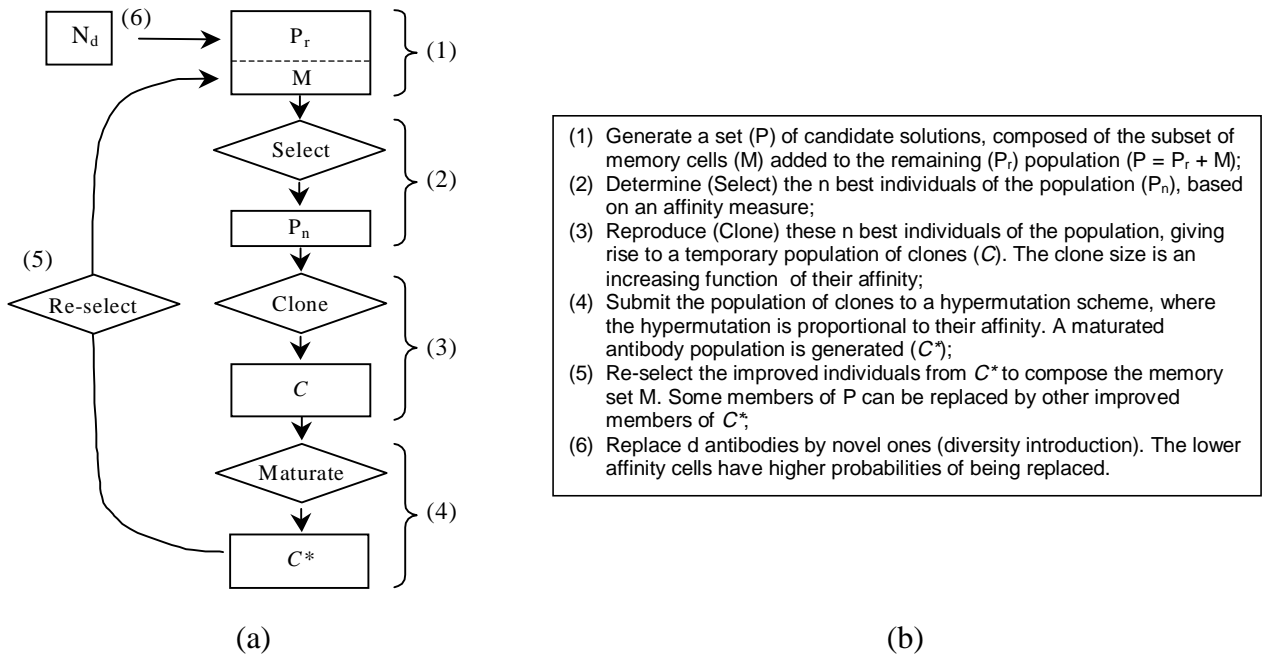 N_d
(6)
P_r
(1)
M
Select
(2)
P_n
(5)
Clone
Re-select
(3)
C
Maturate
(4)
C*
(a)
(1) Generate a set (P) of candidate solutions, composed of the subset of
memory cells (M) added to the remaining (P_r) population (P = P_r + M);
(2) Determine (Select) the n best individuals of the population (P_n), based
on an affinity measure;
(3) Reproduce (Clone) these n best individuals of the population, giving
rise to a temporary population of clones (C). The clone size is an
increasing function of their affinity;
(4) Submit the population of clones to a hypermutation scheme, where
the hypermutation is proportional to their affinity. A maturated
antibody population is generated (C*);
(5) Re-select the improved individuals from C* to compose the memory
set M. Some members of P can be replaced by other improved
members of C*;
(6) Replace d antibodies by novel ones (diversity introduction). The lower
affinity cells have higher probabilities of being replaced.
(b)